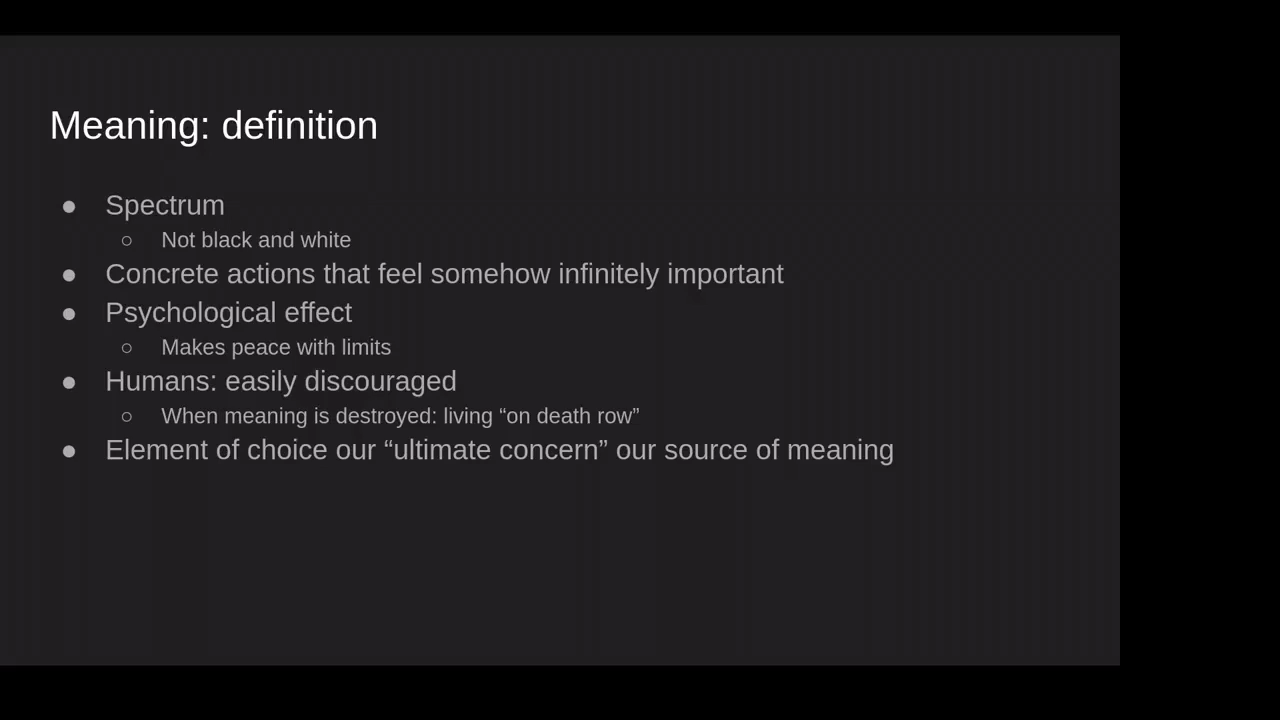 Meaning: definition
● Spectrum
○ Not black and white
● Concrete actions that feel somehow infinitely important
● Psychological effect
○ Makes peace with limits
● Humans: easily discouraged
○ When meaning is destroyed: living “on death row”
● Element of choice our “ultimate concern” our source of meaning